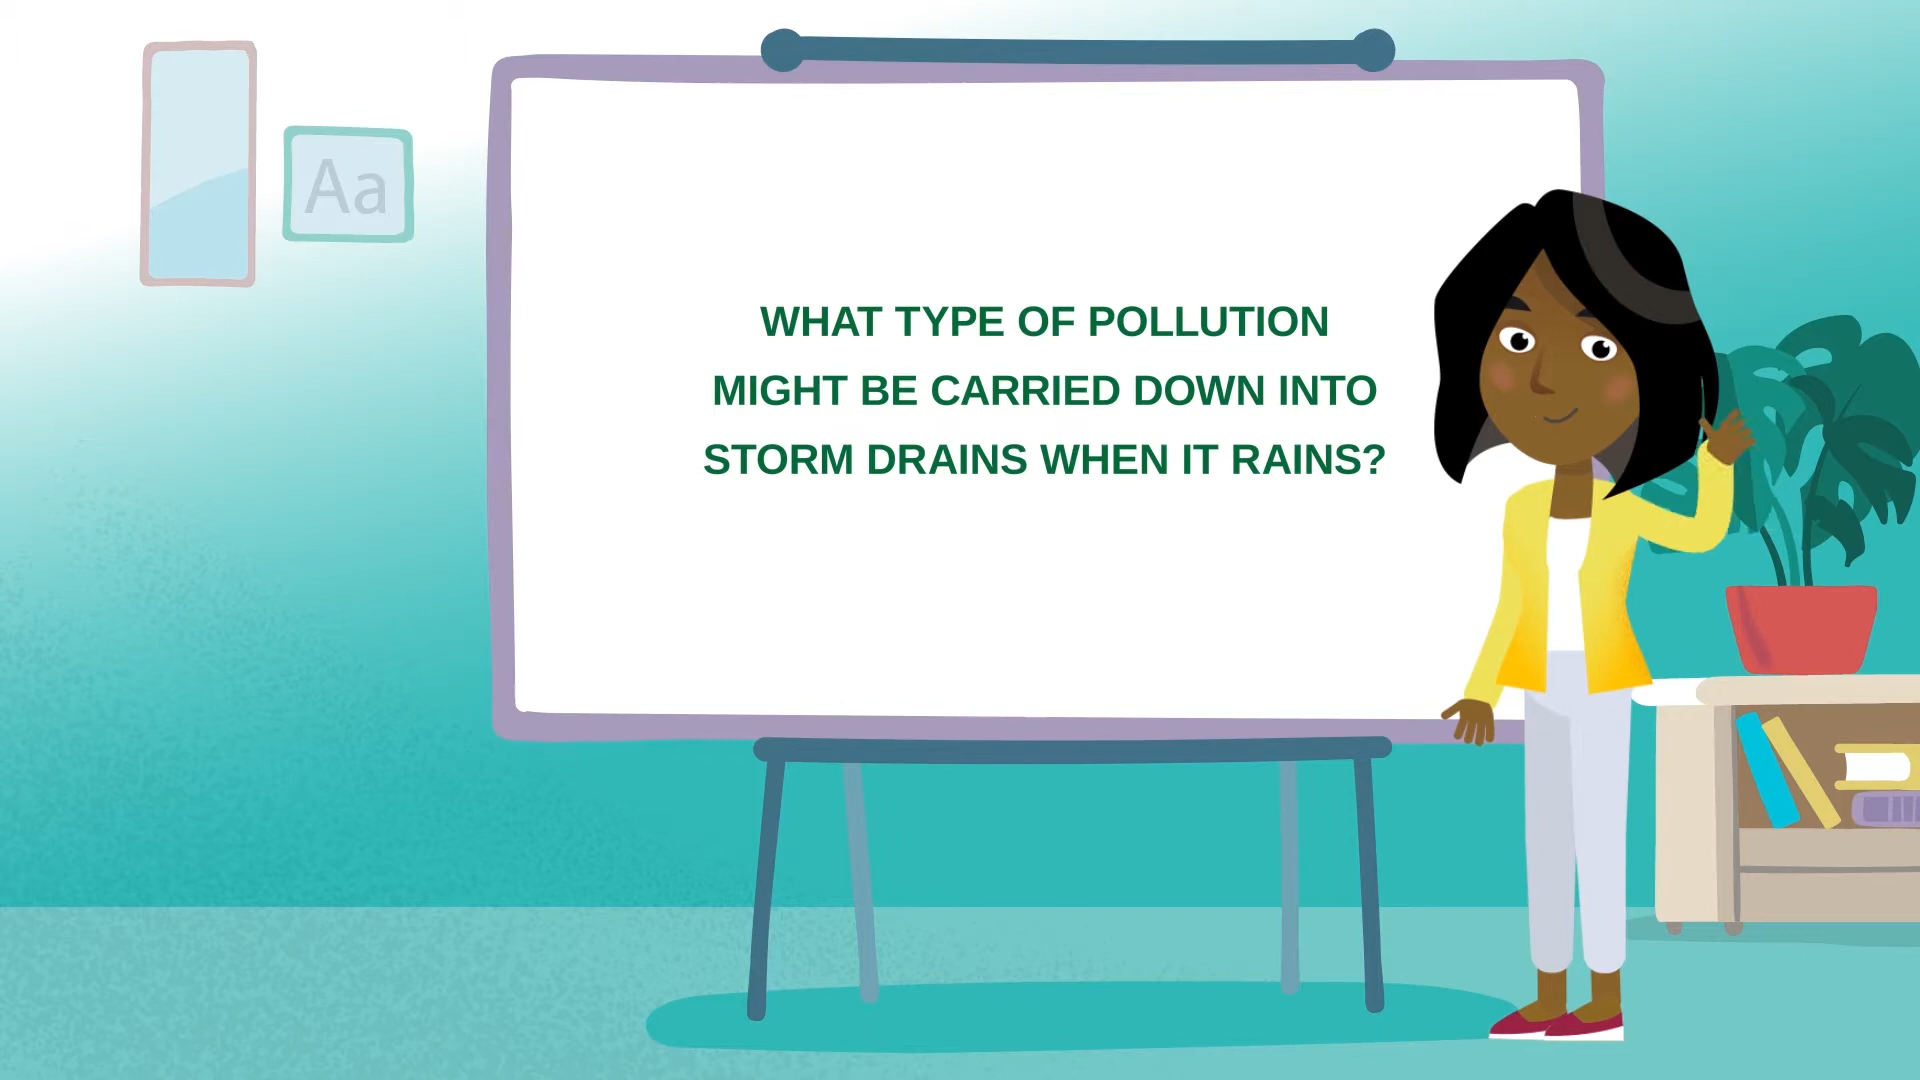 Aa
WHAT TYPE OF POLLUTION
MIGHT BE CARRIED DOWN INTO
STORM DRAINS WHEN IT RAINS?